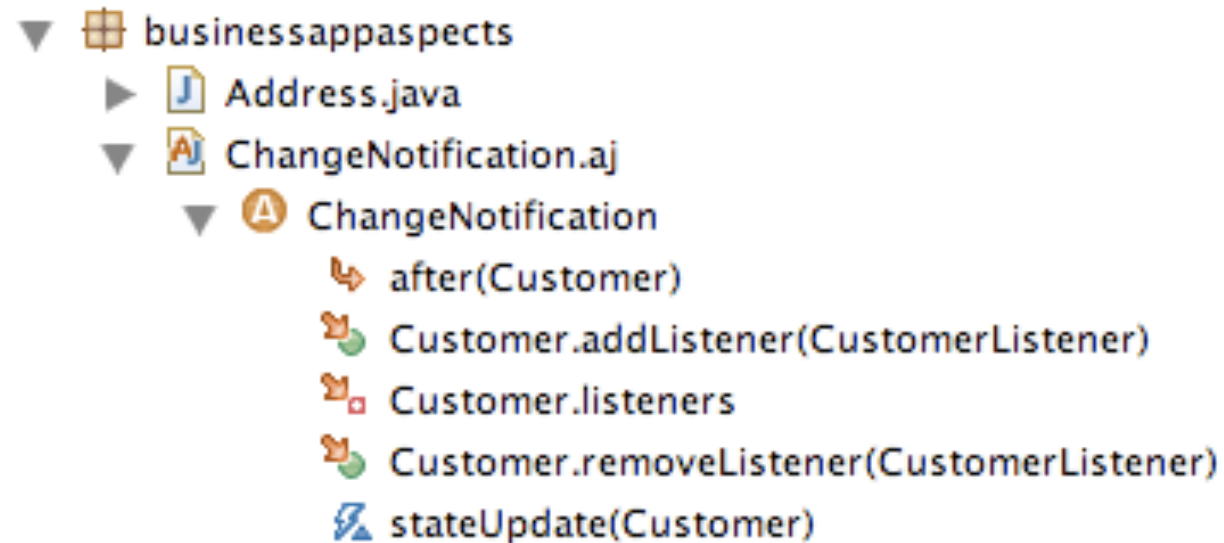 businessappaspects
Address.java
ChangeNotification.aj
ChangeNotification
after(Customer)
Customer.addListener(CustomerListener)
Customer.listeners
Customer.removeListener(CustomerListener)
stateUpdate(Customer)